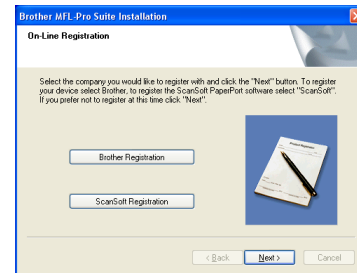 Brother MFL-Pro Suite Installation
On-Line Registration
Select the company you would like to register with and click the "Next" button. To register
your device select Brother, to register the ScanSoft PaperPort software select "ScanSoft".
If you prefer not to register at this time click "Next".
Brother Registration
ScanSoft Registration
< Back
Next >
Cancel